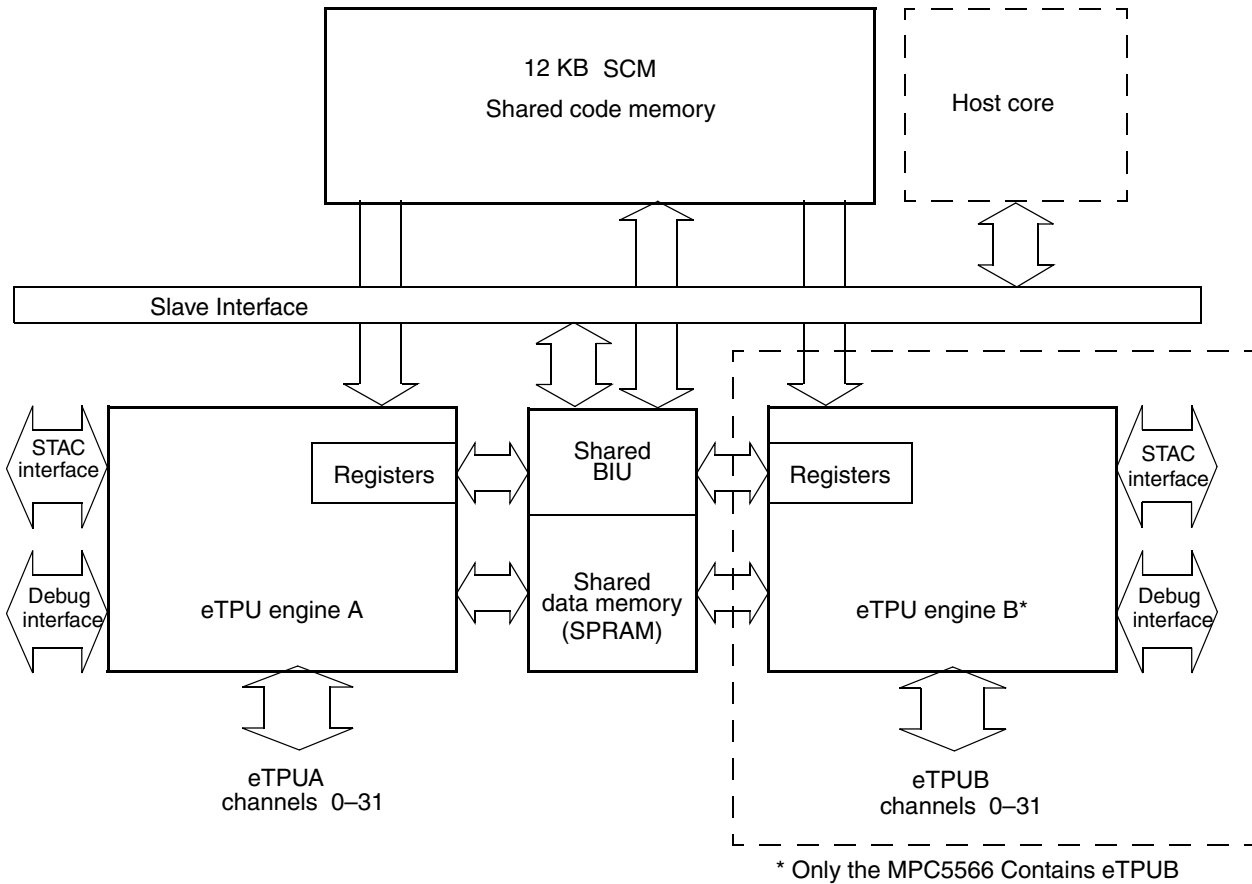 12 KB SCM
Shared code memory
Host core
Slave Interface
STAC
interface
Registers
Shared
BIU
Registers
STAC
interface
Debug
interface
eTPU engine A
Shared
data memory
(SPRAM)
eTPU engine B*
Debug
interface
eTPUA
channels 0–31
eTPUB
channels 0–31
* Only the MPC5566 Contains eTPUB